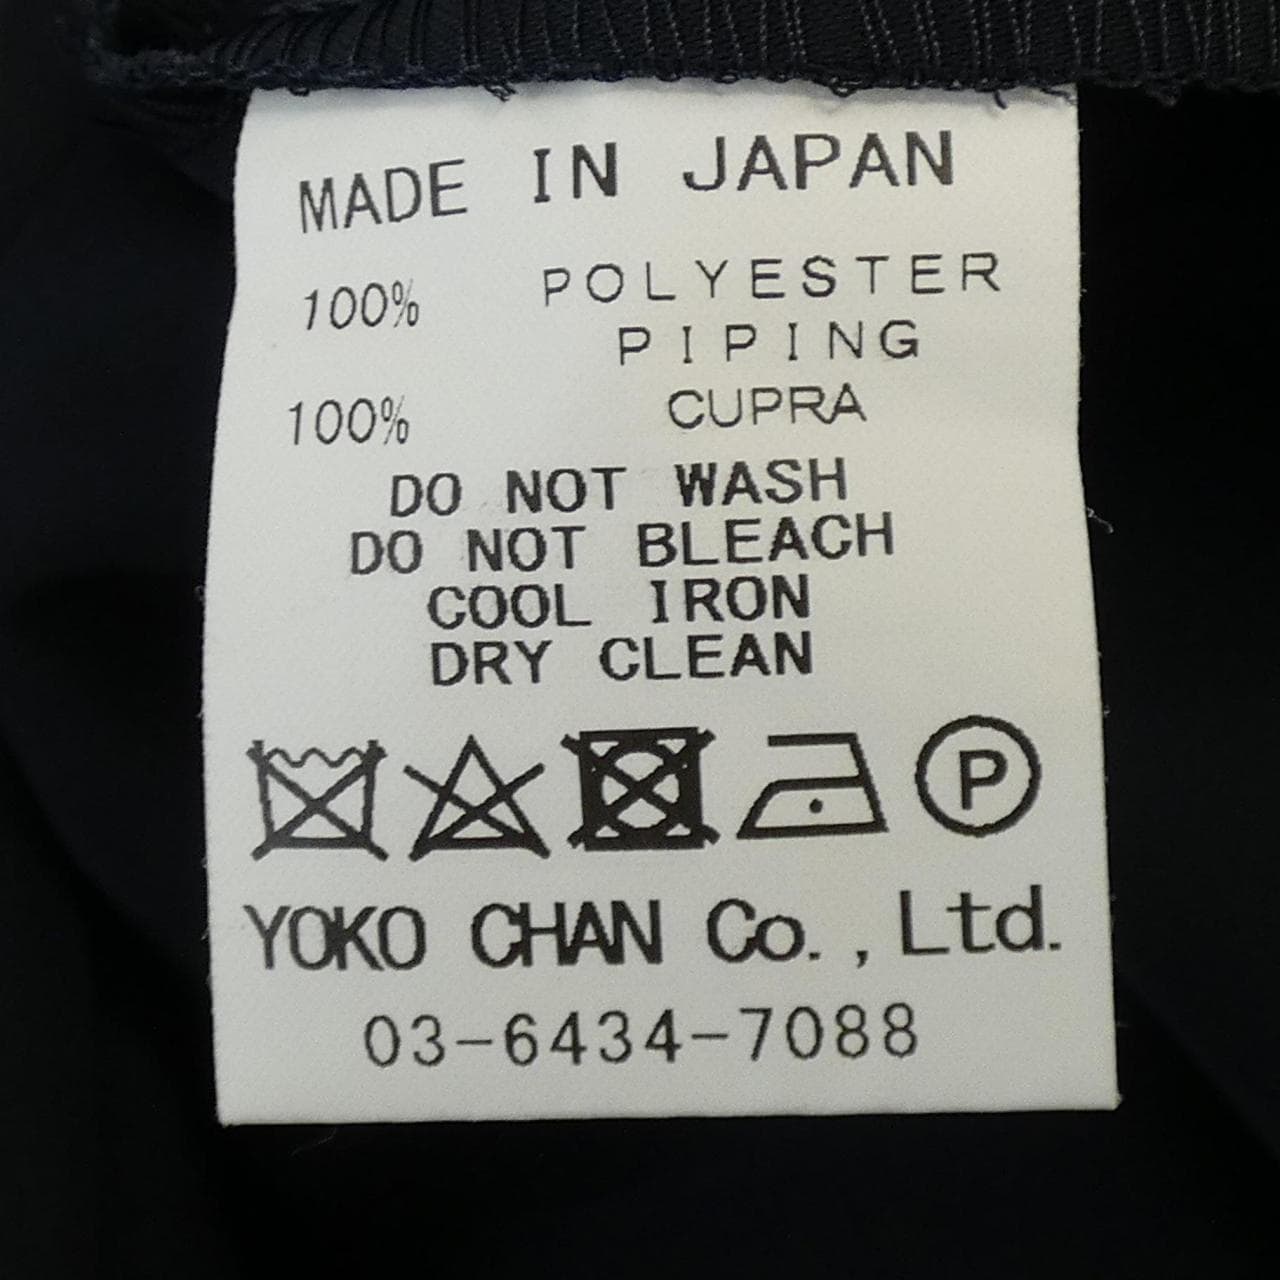 MADE IN JAPAN
100% POLYESTER
PIPING
100% CUPRA
DO NOT WASH
DO NOT BLEACH
COOL IRON
DRY CLEAN
P
YOKO CHAN Co., Ltd.
03-6434-7088